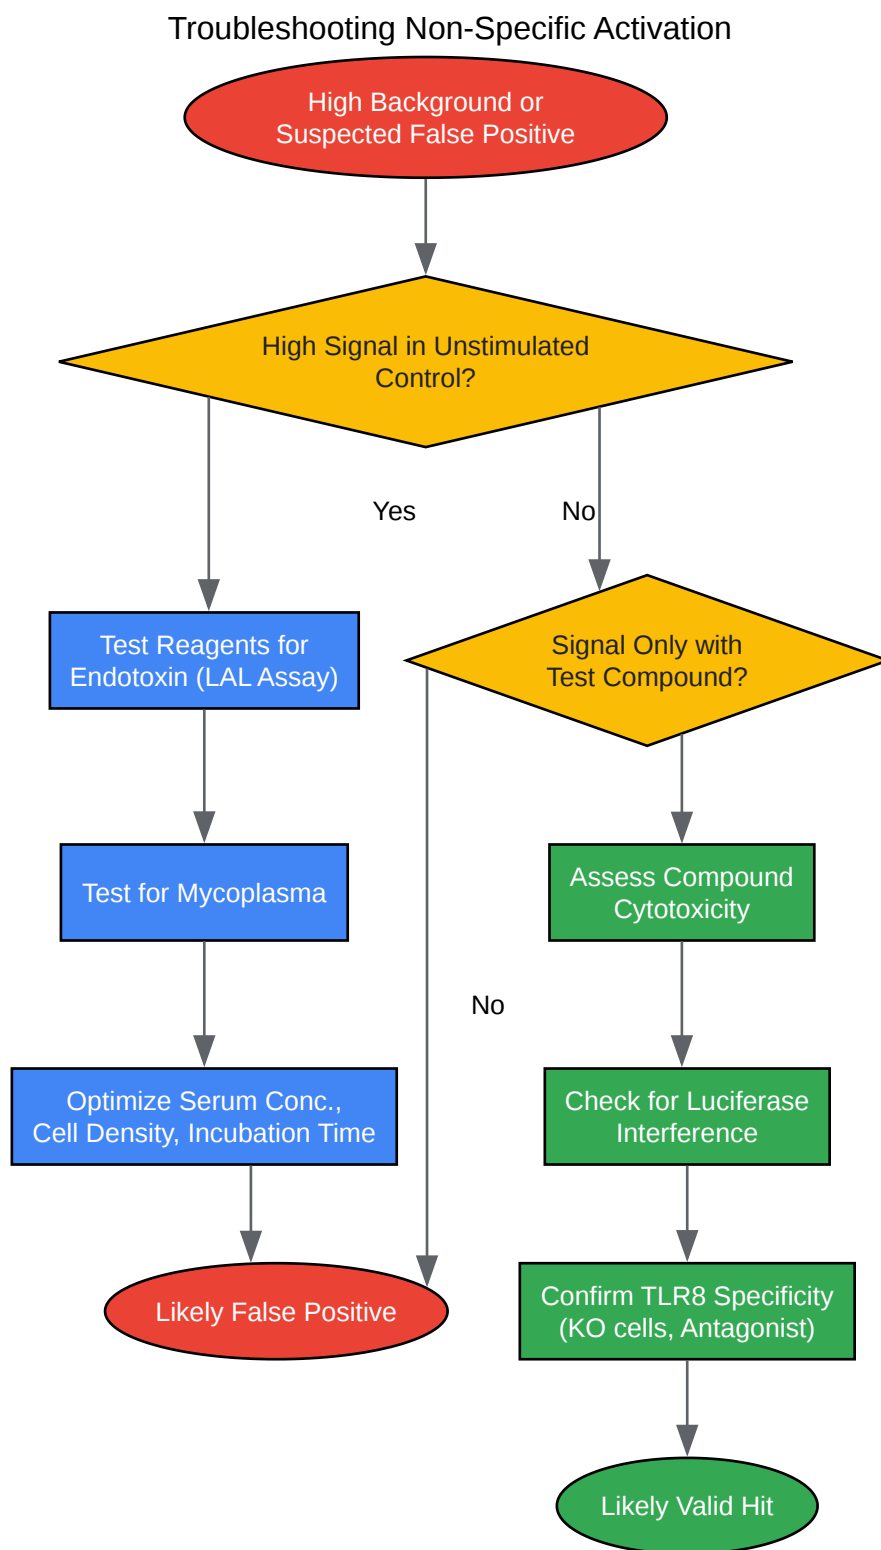 Troubleshooting Non-Specific Activation
High Background or
Suspected False Positive
High Signal in Unstimulated
Control?
Yes
No
Test Reagents for
Endotoxin (LAL Assay)
Signal Only with
Test Compound?
Test for Mycoplasma
Assess Compound
Cytotoxicity
No
Optimize Serum Conc.,
Cell Density, Incubation Time
Check for Luciferase
Interference
Likely False Positive
Confirm TLR8 Specificity
(KO cells, Antagonist)
Likely Valid Hit